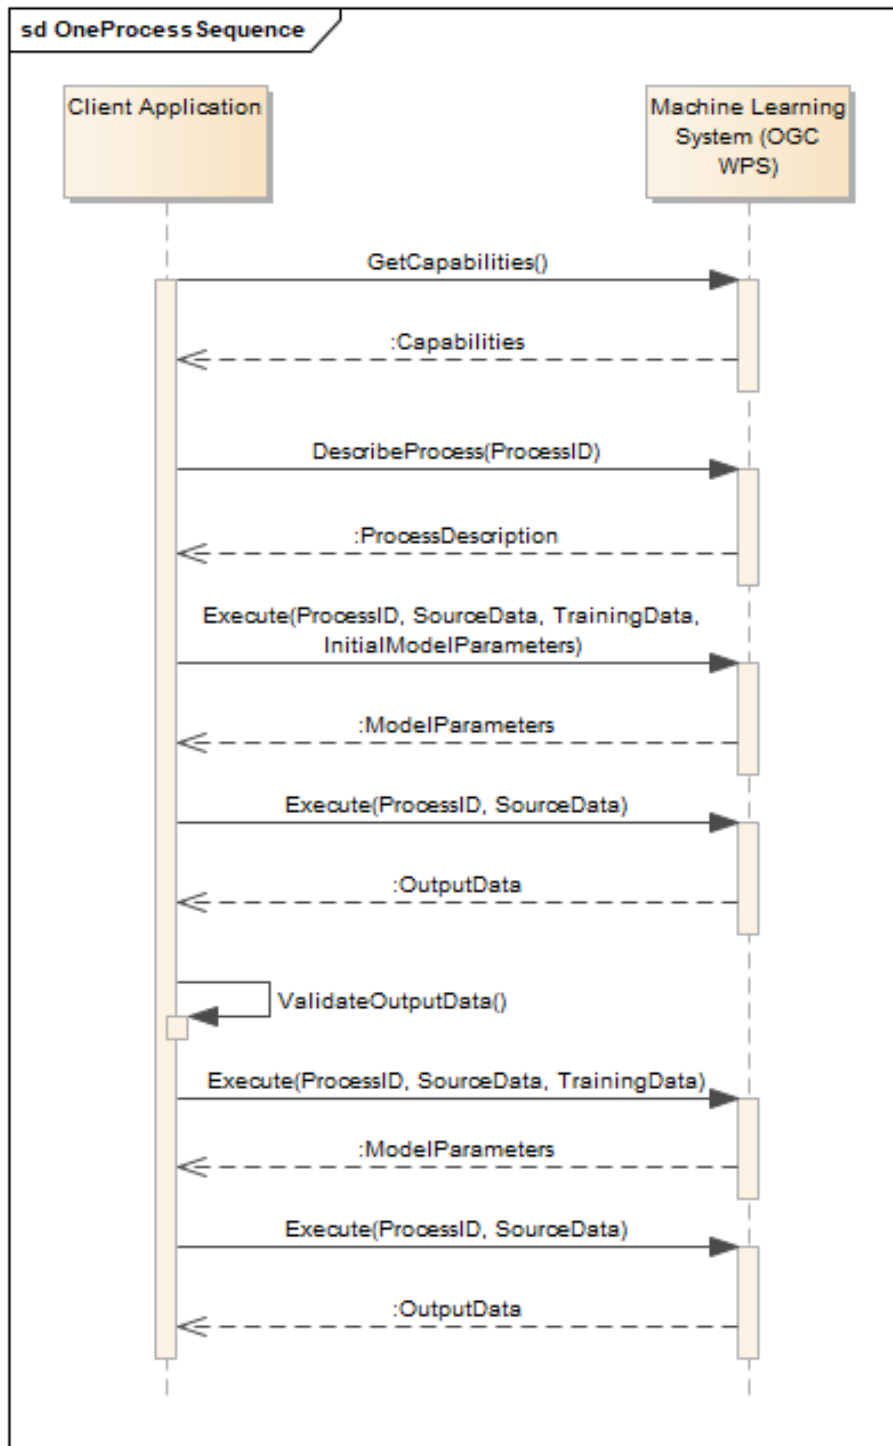 sd OneProcessSequence
Client Application
Machine Learning
System (OGC
WPS)
GetCapabilities()
:Capabilities
DescribeProcess(ProcessID)
:ProcessDescription
Execute(ProcessID, SourceData, TrainingData,
InitialModelParameters)
:ModelParameters
Execute(ProcessID, SourceData)
:OutputData
ValidateOutputData()
Execute(ProcessID, SourceData, TrainingData)
:ModelParameters
Execute(ProcessID, SourceData)
:OutputData